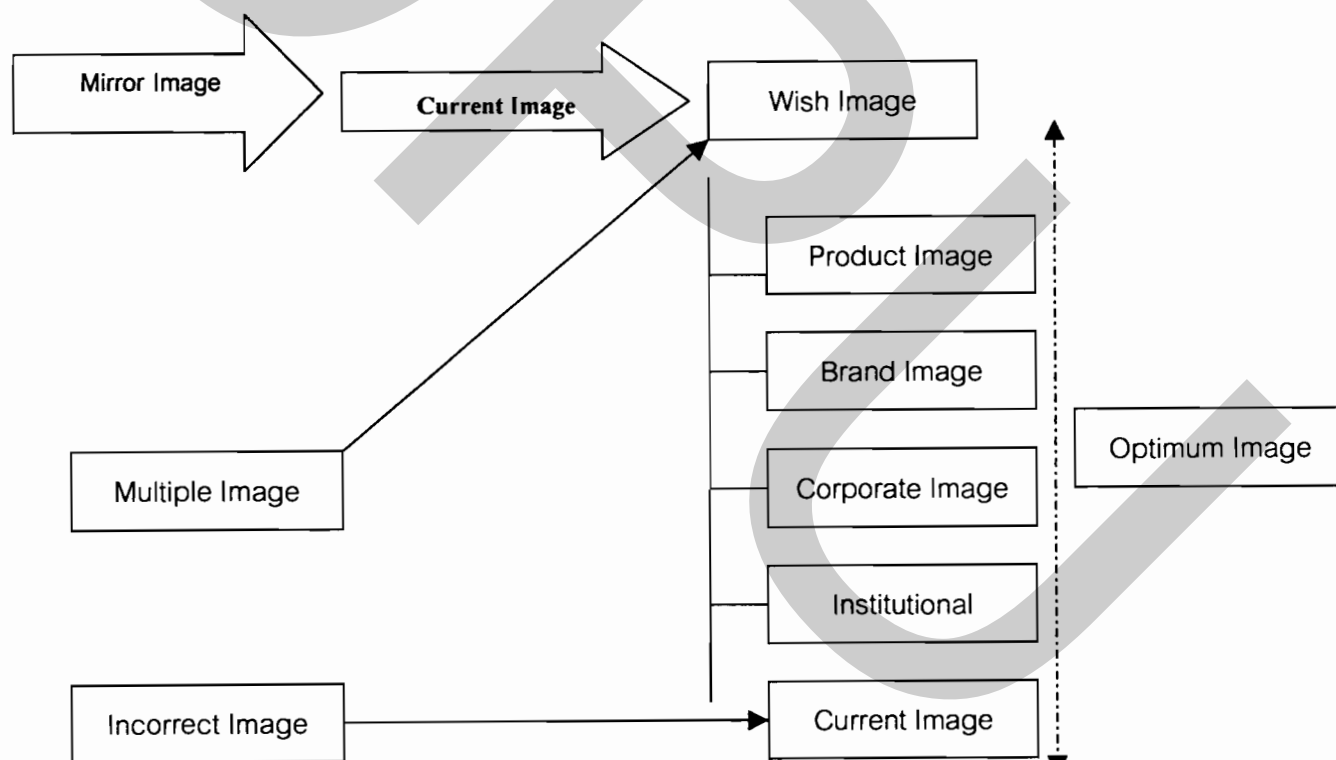 Mirror Image
Current Image
Wish Image
Product Image
Brand Image
Optimum Image
Multiple Image
Corporate Image
Institutional
Incorrect Image
Current Image